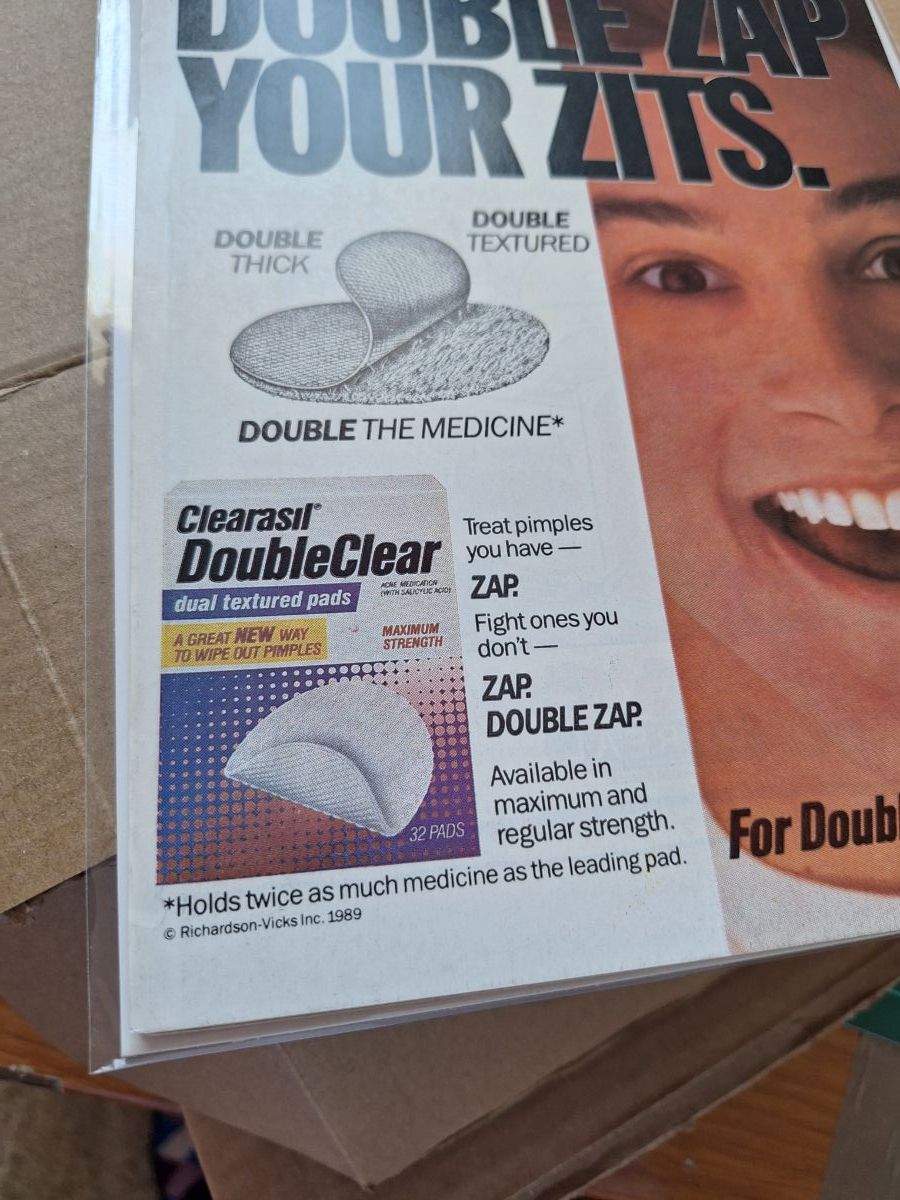 DOUBLE ZAP
YOUR ZITS.
DOUBLE
THICK
DOUBLE
TEXTURED
DOUBLE THE MEDICINE*
Clearasil®
DoubleClear
ACNE MEDICATION
(WITH SALICYLIC ACID)
dual textured pads
A GREAT NEW WAY
TO WIPE OUT PIMPLES
MAXIMUM
STRENGTH
32 PADS
Treat pimples
you have —
ZAP.
Fight ones you
don't —
ZAP.
DOUBLE ZAP.
Available in
maximum and
regular strength.
For Doubl
*Holds twice as much medicine as the leading pad.
© Richardson-Vicks Inc. 1989